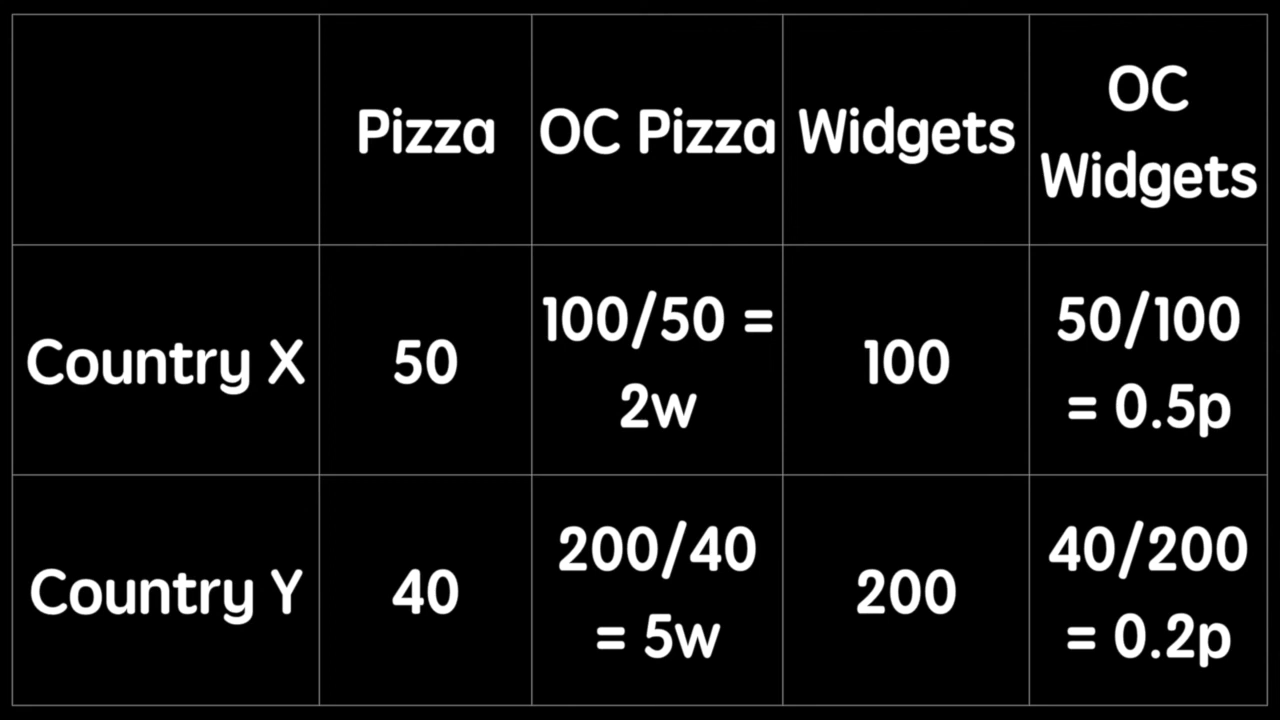 Pizza
OC Pizza
Widgets
OC
Widgets
Country X
50
100/50 =
2w
100
50/100
= 0.5p
Country Y
40
200/40
= 5w
200
40/200
= 0.2p